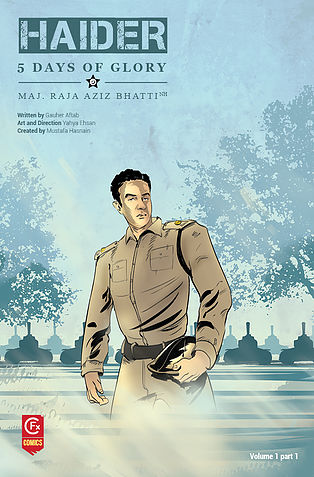 HAIDER
5 DAYS OF GLORY
MAJ. RAJA AZIZ BHATTI NH
Written by Gauher Aftab
Art and Direction Yahya Ehsan
Created by Mustafa Hasnain
CFx
COMICS
Volume 1 part 1